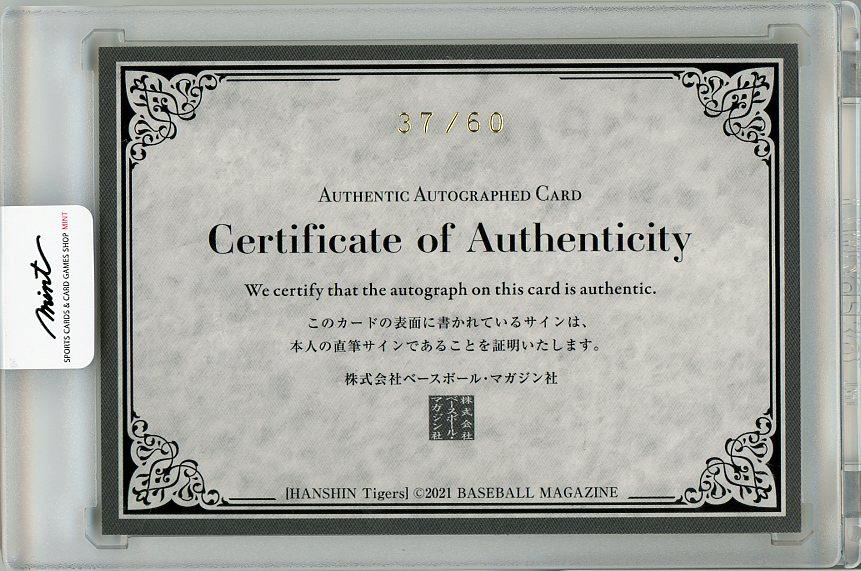 37/60
AUTHENTIC AUTOGRAPHED CARD
Certificate of Authenticity
We certify that the autograph on this card is authentic.
このカードの表面に書かれているサインは、
本人の直筆サインであることを証明いたします。
株式会社ベースボール・マガジン社
株式会社
ベースボール・
マガジン社
[HANSHIN Tigers] ©2021 BASEBALL MAGAZINE
mint
SPORTS CARDS & CARD GAMES SHOP MINT